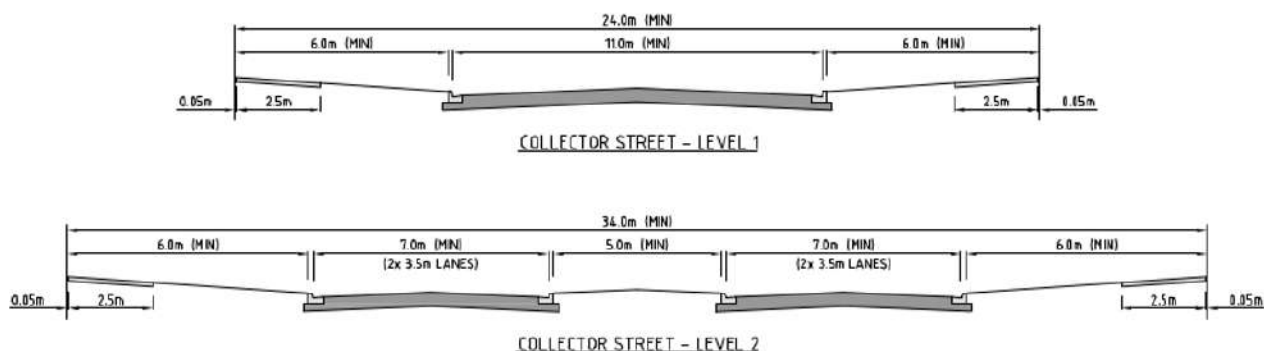 24.0m (MIN)
6.0m (MIN) 11.0m (MIN) 6.0m (MIN)
0.05m 2.5m 2.5m 0.05m
COLLECTOR STREET - LEVEL 1
34.0m (MIN)
6.0m (MIN) 7.0m (MIN) 5.0m (MIN) 7.0m (MIN) 6.0m (MIN)
(2x 3.5m LANES) (2x 3.5m LANES)
0.05m 2.5m 2.5m 0.05m
COLLECTOR STREET - LEVEL 2